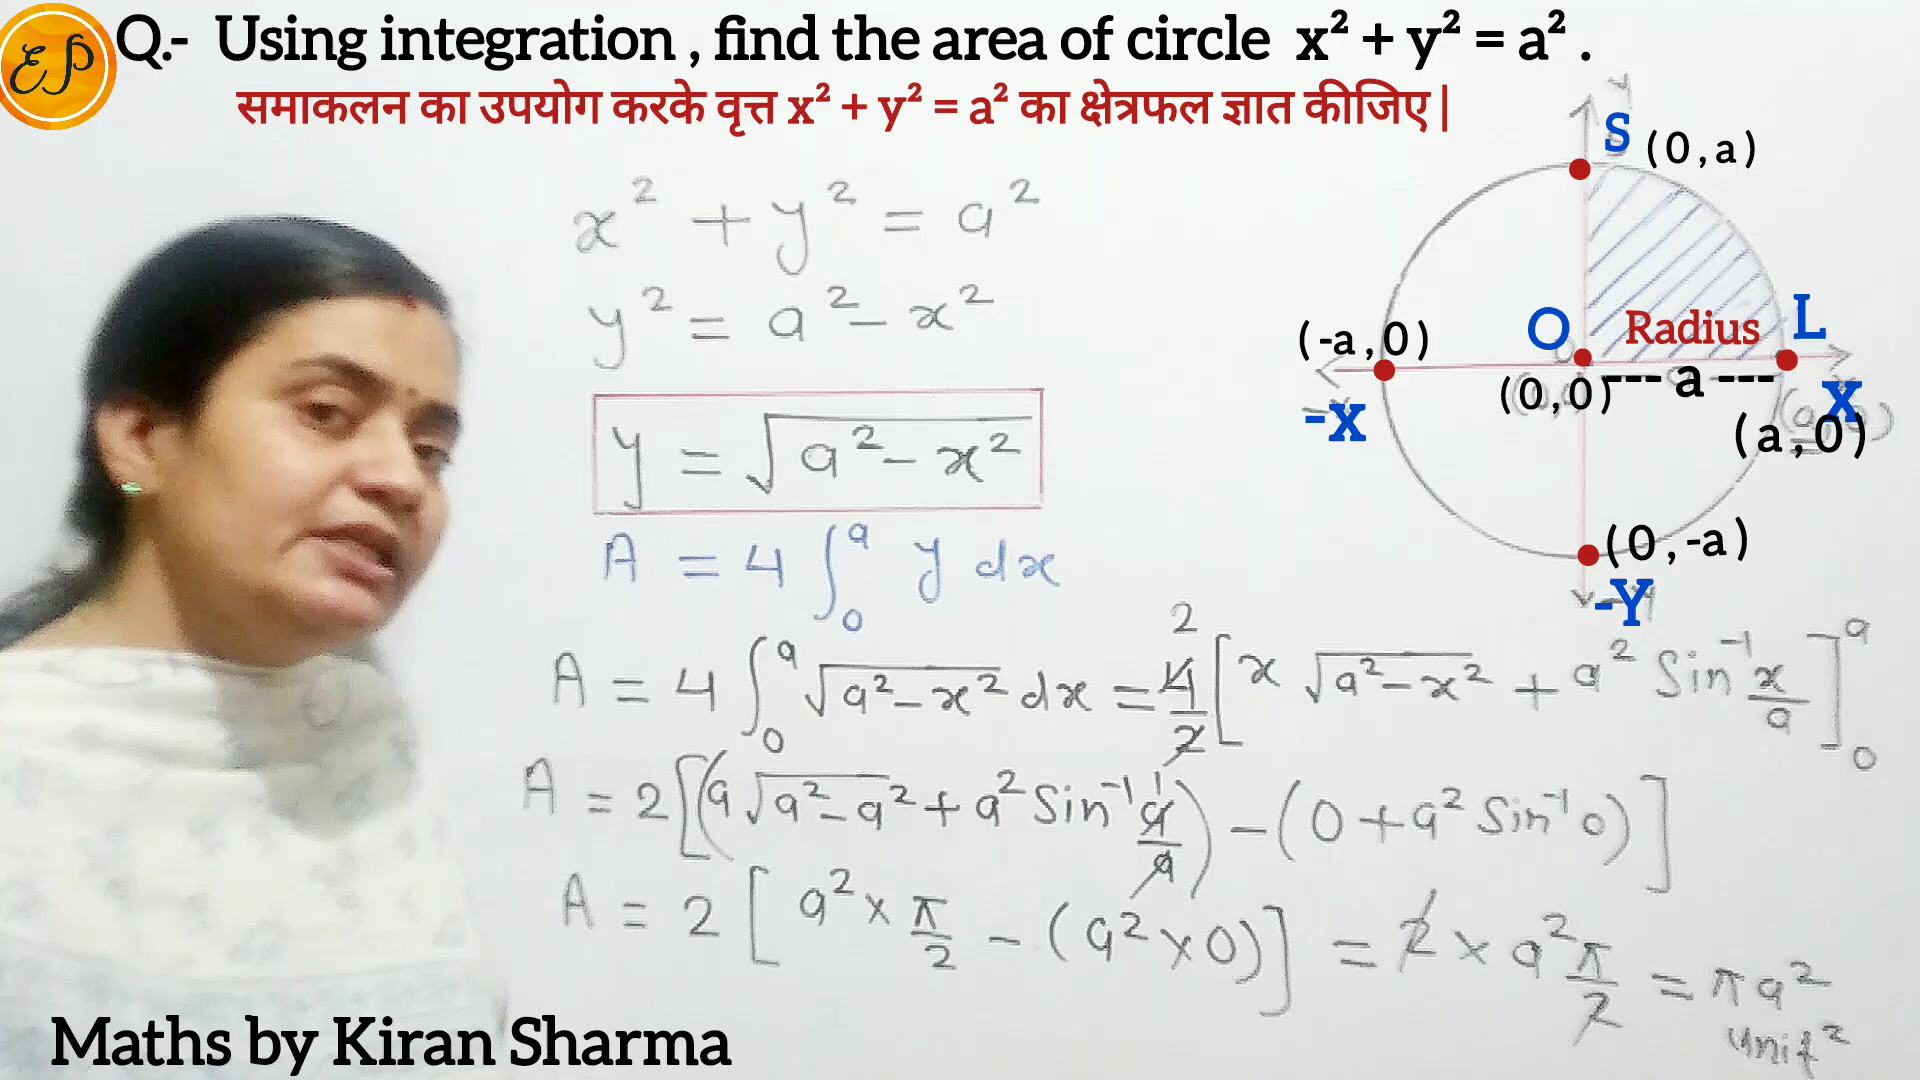 EP
Q.- Using integration , find the area of circle x² + y² = a² .
समाकलन का उपयोग करके वृत्त x² + y² = a² का क्षेत्रफल ज्ञात कीजिए |
x² + y² = a²
y² = a² - x²
y = √(a² - x²)
A = 4 ∫₀ᵃ y dx
A = 4 ∫₀ᵃ √(a² - x²) dx = 4/2 2 [x √(a² - x²) + a² Sin⁻¹ x/a]₀ᵃ
A = 2 [(a √(a² - a²) + a² Sin⁻¹ a/a 1) - (0 + a² Sin⁻¹ 0)]
A = 2 [a² × π/2 - (a² × 0)] = 2 × a² π/2 = πa²
unit²
y
S (0,a)
(-a,0) O Radius L
(0,0) --- a --- X
-X (a,0)
(0,-a)
-Y
Maths by Kiran Sharma